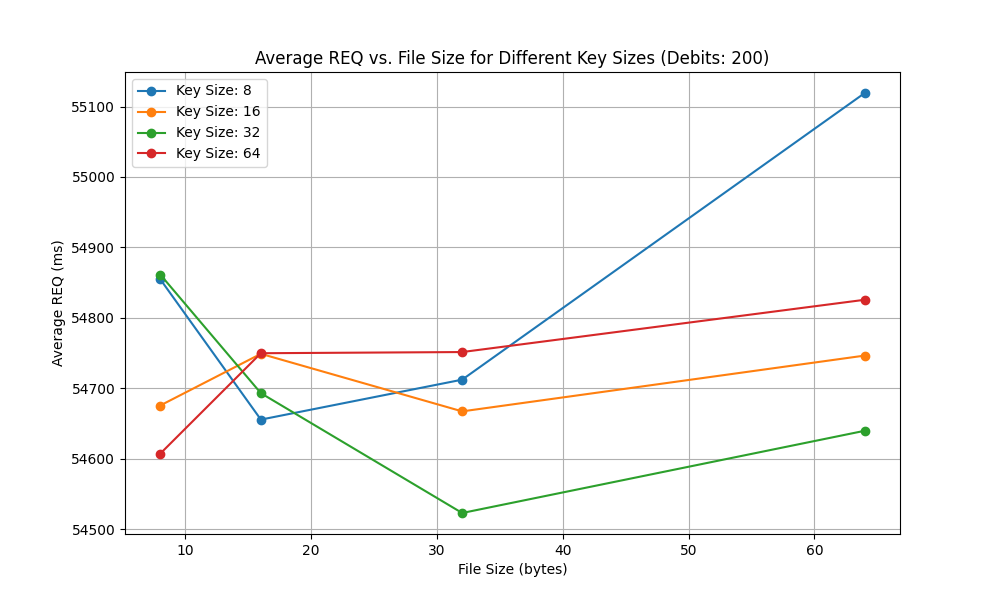 Average REQ vs. File Size for Different Key Sizes (Debits: 200)
Key Size: 8
Key Size: 16
Key Size: 32
Key Size: 64
55100
55000
54900
54800
54700
54600
54500
Average REQ (ms)
10 20 30 40 50 60
File Size (bytes)